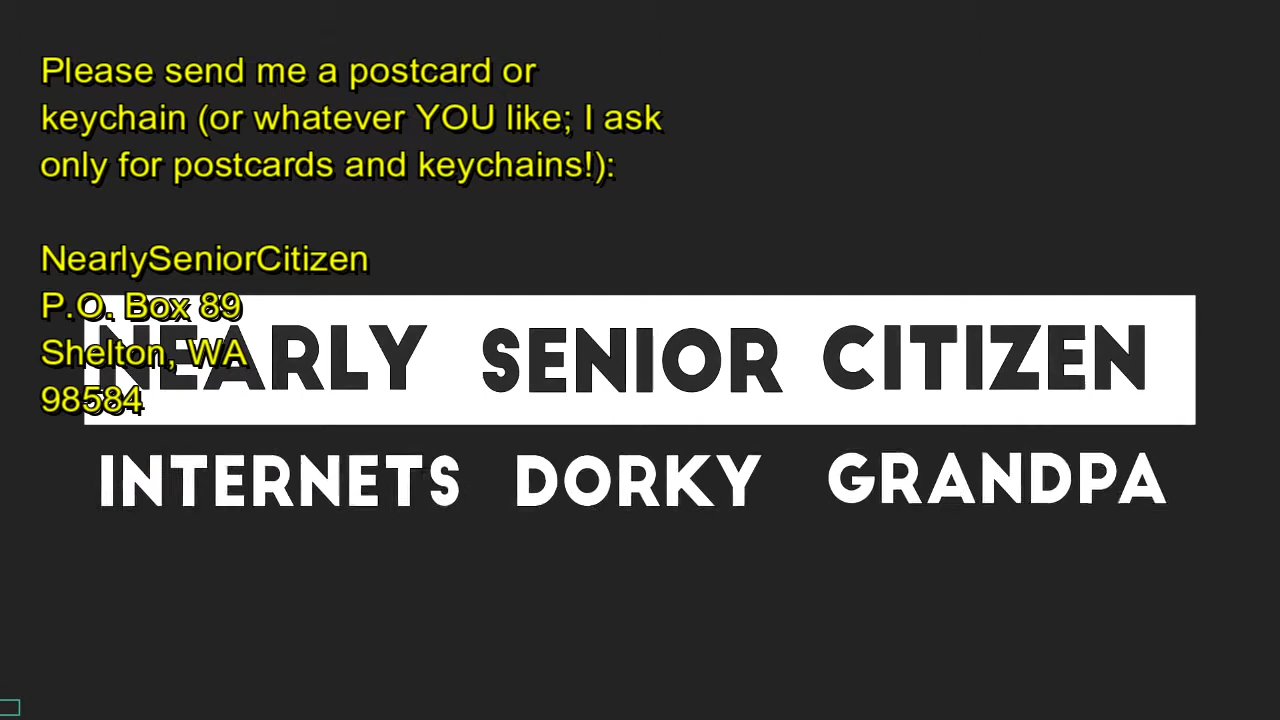 Please send me a postcard or
keychain (or whatever YOU like; I ask
only for postcards and keychains!):
NearlySeniorCitizen
P.O. Box 89
Shelton, WA
98584
NEARLY SENIOR CITIZEN
INTERNETS DORKY GRANDPA